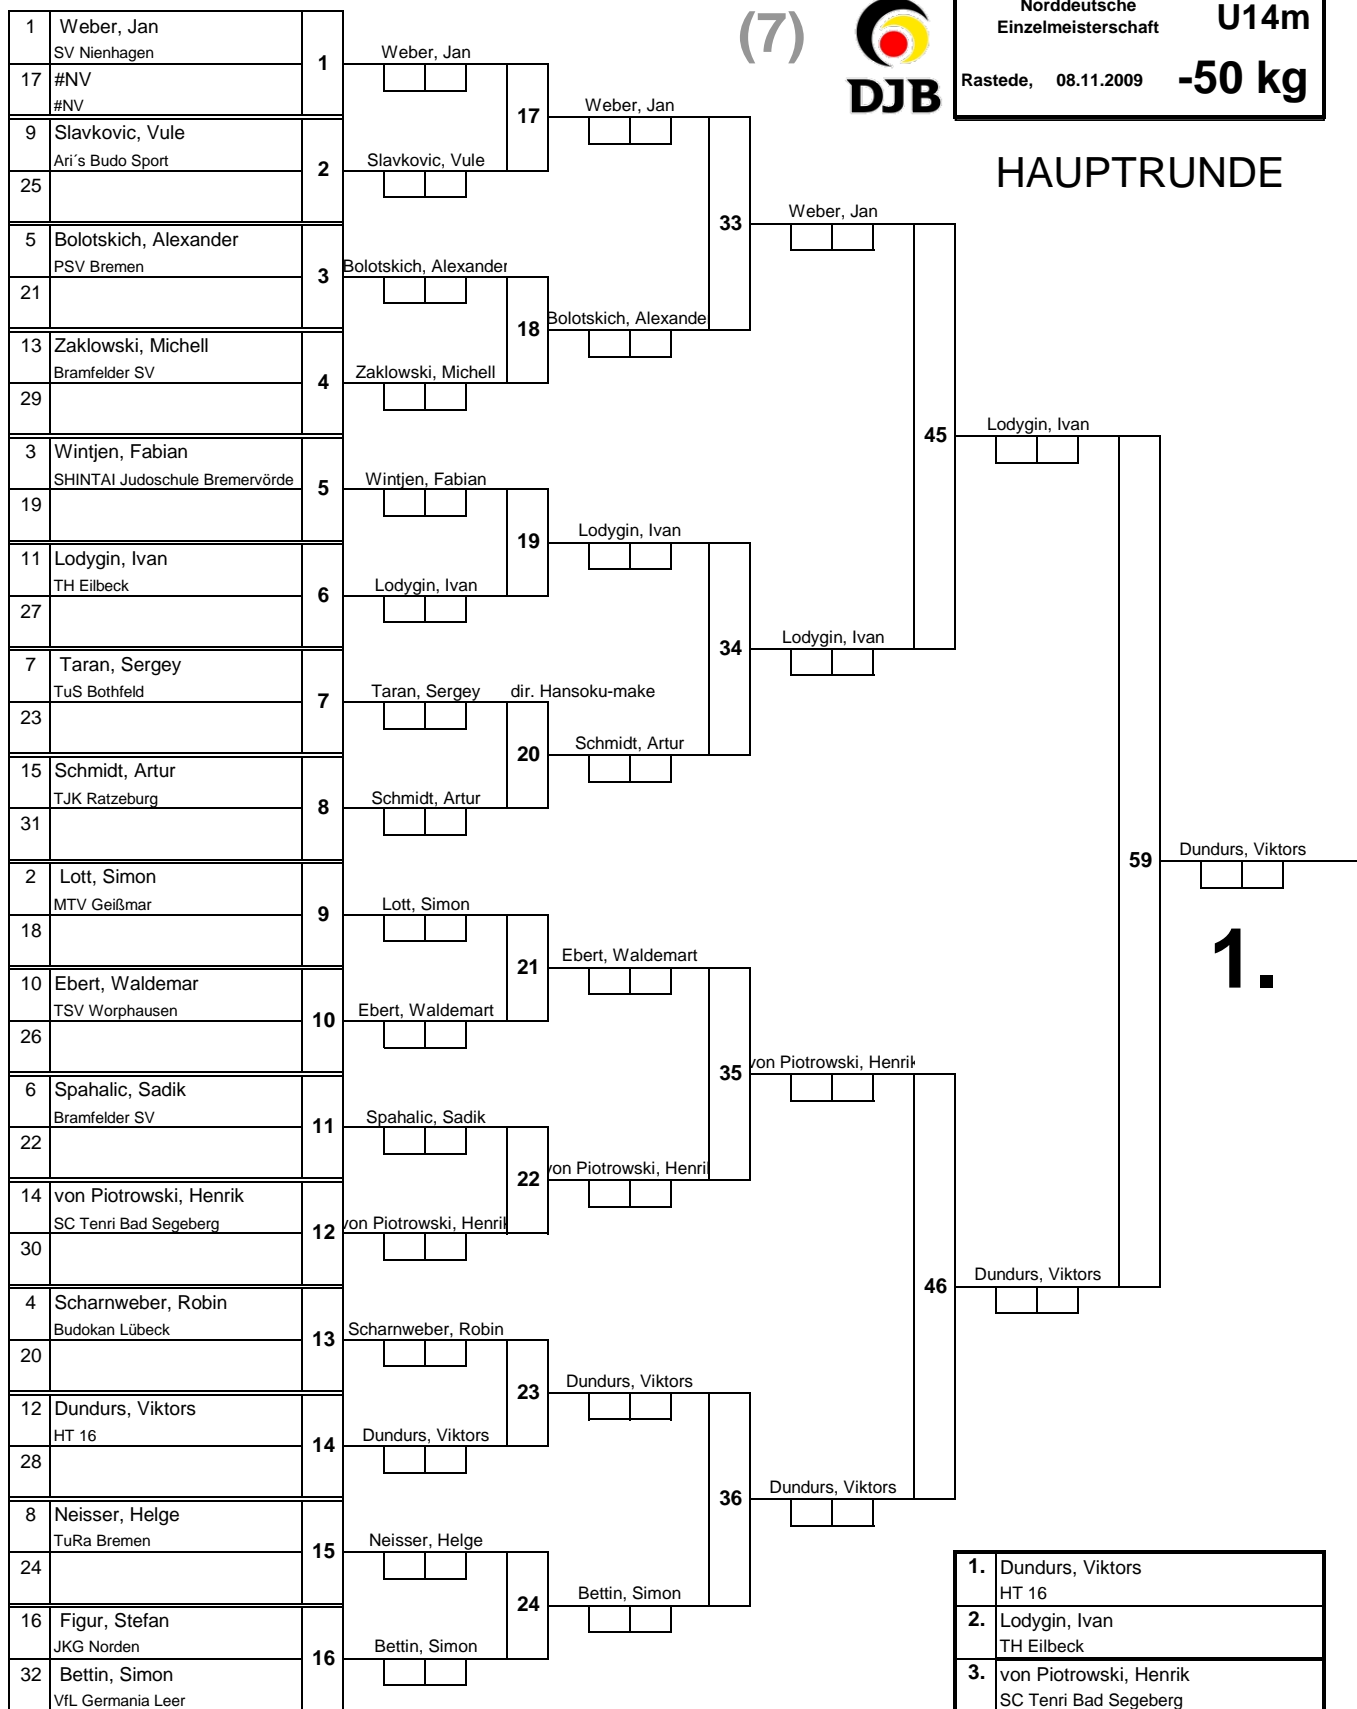 Norddeutsche
Einzelmeisterschaft
U14m
Rastede, 08.11.2009 -50 kg
(7)
DJB
HAUPTRUNDE
1 Weber, Jan
SV Nienhagen
17 #NV
#NV
1
9 Slavkovic, Vule
Ari´s Budo Sport
25
2
5 Bolotskich, Alexander
PSV Bremen
21
3
13 Zaklowski, Michell
Bramfelder SV
29
4
3 Wintjen, Fabian
SHINTAI Judoschule Bremervörde
19
5
11 Lodygin, Ivan
TH Eilbeck
27
6
7 Taran, Sergey
TuS Bothfeld
23
7
15 Schmidt, Artur
TJK Ratzeburg
31
8
2 Lott, Simon
MTV Geißmar
18
9
10 Ebert, Waldemar
TSV Worphausen
26
10
6 Spahalic, Sadik
Bramfelder SV
22
11
14 von Piotrowski, Henrik
SC Tenri Bad Segeberg
30
12
4 Scharnweber, Robin
Budokan Lübeck
20
13
12 Dundurs, Viktors
HT 16
28
14
8 Neisser, Helge
TuRa Bremen
24
15
16 Figur, Stefan
JKG Norden
32 Bettin, Simon
VfL Germania Leer
16
Weber, Jan
17
Slavkovic, Vule
Bolotskich, Alexander
18
Zaklowski, Michell
Wintjen, Fabian
19
Lodygin, Ivan
Taran, Sergey dir. Hansoku-make
20
Schmidt, Artur
Lott, Simon
21
Ebert, Waldemart
Spahalic, Sadik
22
von Piotrowski, Henrik
Scharnweber, Robin
23
Dundurs, Viktors
Neisser, Helge
24
Bettin, Simon
Weber, Jan
33
Bolotskich, Alexande
Lodygin, Ivan
34
Schmidt, Artur
Ebert, Waldemart
35
von Piotrowski, Henri
Dundurs, Viktors
36
Bettin, Simon
Weber, Jan
45
Lodygin, Ivan
von Piotrowski, Henrik
46
Dundurs, Viktors
Lodygin, Ivan
59
Dundurs, Viktors
Dundurs, Viktors
1.
1. Dundurs, Viktors
HT 16
2. Lodygin, Ivan
TH Eilbeck
3. von Piotrowski, Henrik
SC Tenri Bad Segeberg